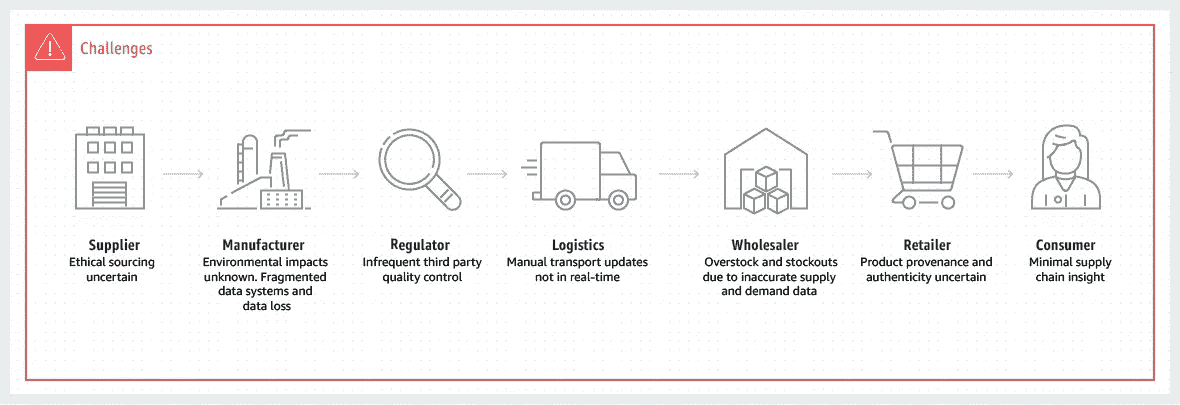 Challenges
Supplier
Ethical sourcing
uncertain
Manufacturer
Environmental impacts
unknown. Fragmented
data systems and
data loss
Regulator
Infrequent third party
quality control
Logistics
Manual transport updates
not in real-time
Wholesaler
Overstock and stockouts
due to inaccurate supply
and demand data
Retailer
Product provenance and
authenticity uncertain
Consumer
Minimal supply
chain insight